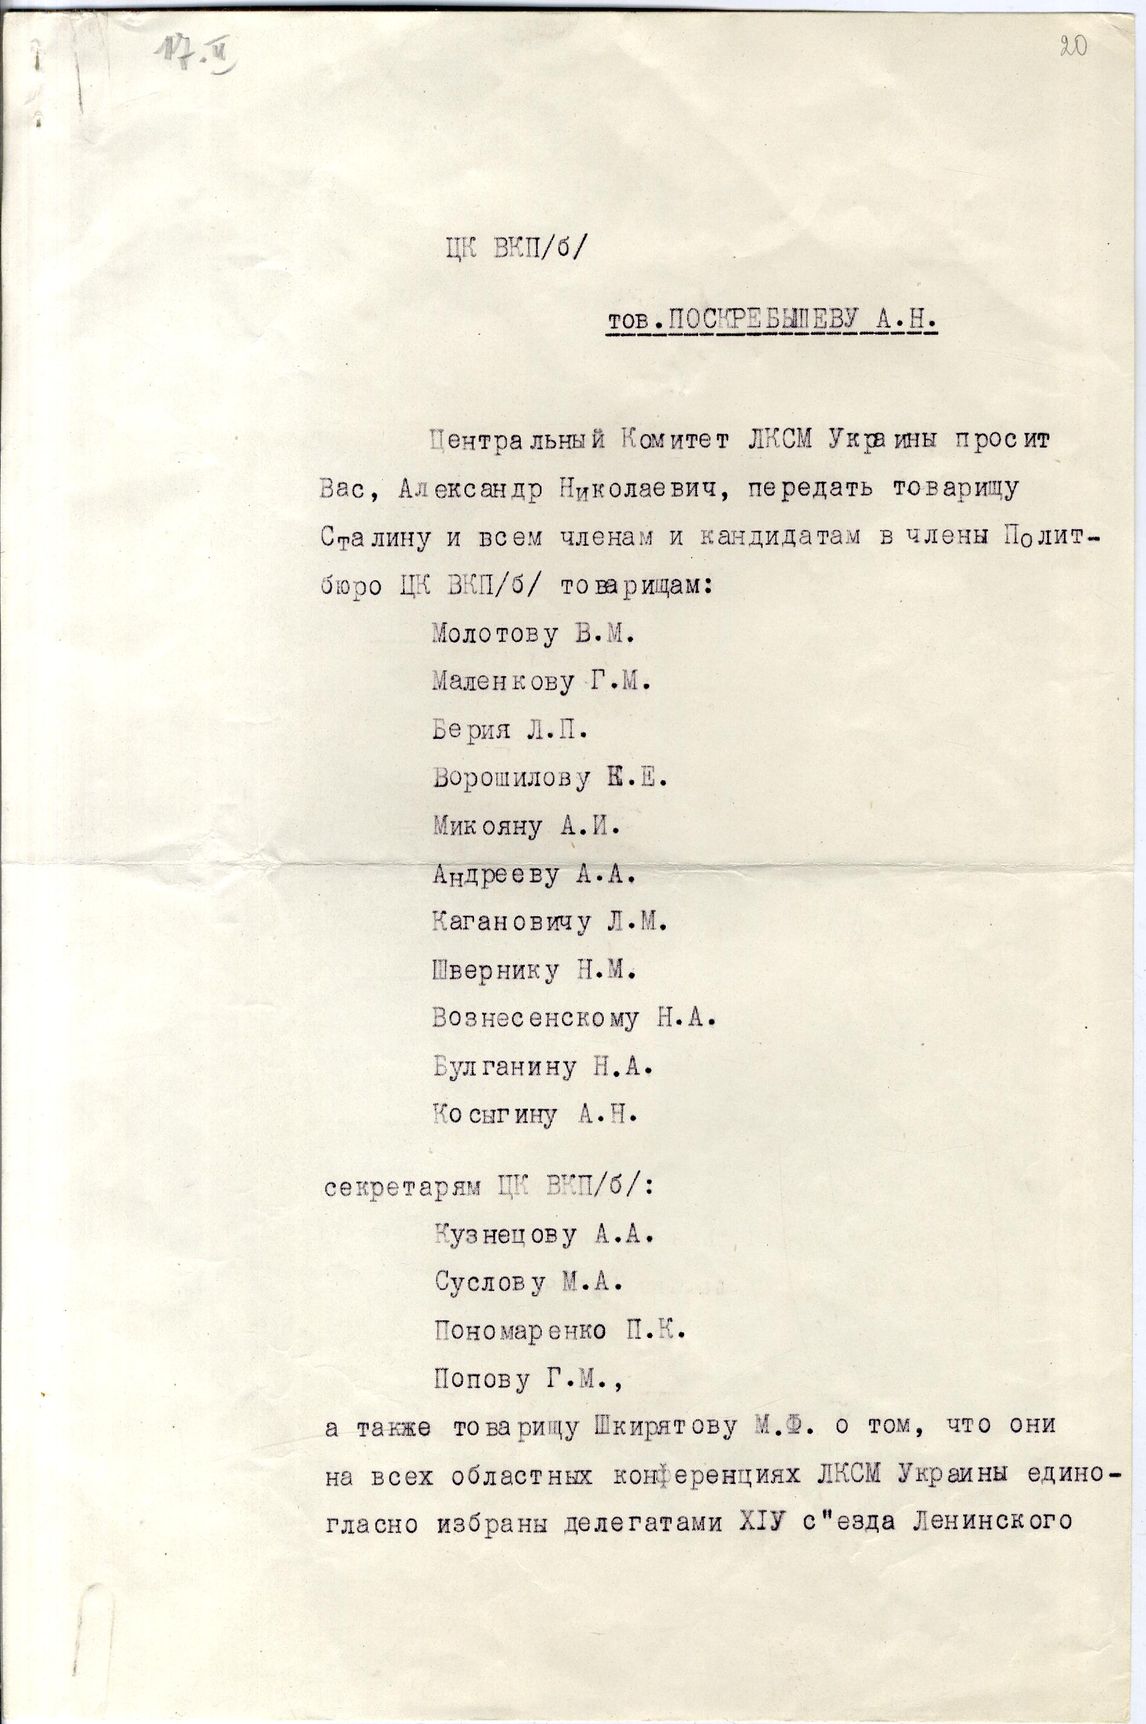 17.II
20
ЦК ВКП/б/
тов.ПОСКРЕБЫШЕВУ А.Н.
Центральный Комитет ЛКСМ Украины просит
Вас, Александр Николаевич, передать товарищу
Сталину и всем членам и кандидатам в члены Полит-
бюро ЦК ВКП/б/ товарищам:
Молотову В.М.
Маленкову Г.М.
Берия Л.П.
Ворошилову К.Е.
Микояну А.И.
Андрееву А.А.
Кагановичу Л.М.
Швернику Н.М.
Вознесенскому Н.А.
Булганину Н.А.
Косыгину А.Н.
секретарям ЦК ВКП/б/:
Кузнецову А.А.
Суслову М.А.
Пономаренко П.К.
Попову Г.М.,
а также товарищу Шкирятову М.Ф. о том, что они
на всех областных конференциях ЛКСМ Украины едино-
гласно избраны делегатами ХIУ с"езда Ленинского